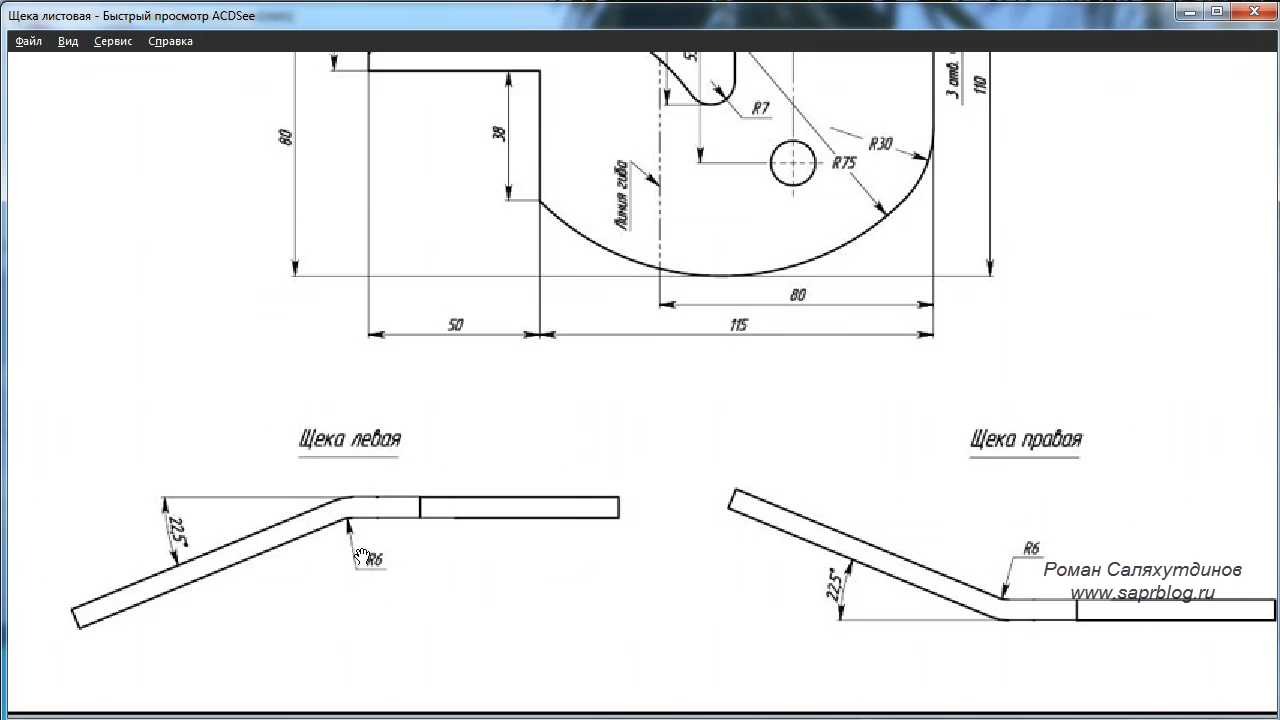 Щека листовая - Быстрый просмотр ACDSee
Файл Вид Сервис Справка
3 отв.
110
R7
38
80
R30
R75
Линия гиба
80
50
115
Щека левая
Щека правая
22,5°
R6
R6
22,5°
Роман Саляхутдинов
www.saprblog.ru